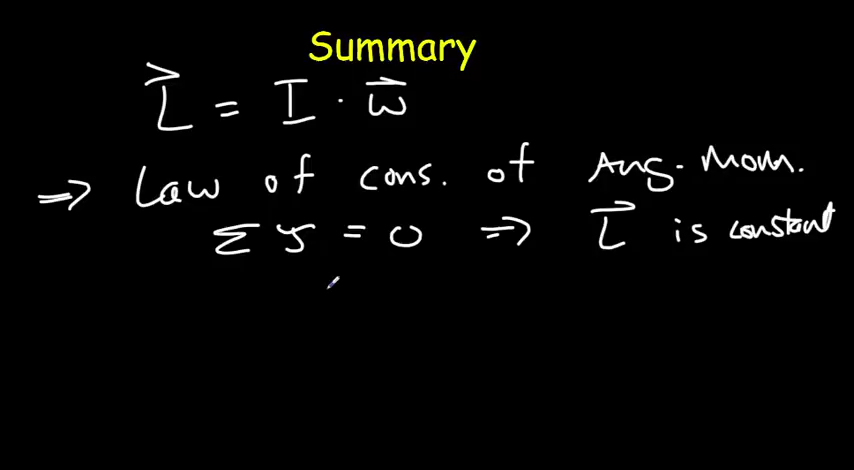 Summary
L⃗ = I · ω⃗
⇒ Law of cons. of Ang. Mom.
Σ τ = 0 ⇒ L⃗ is constant